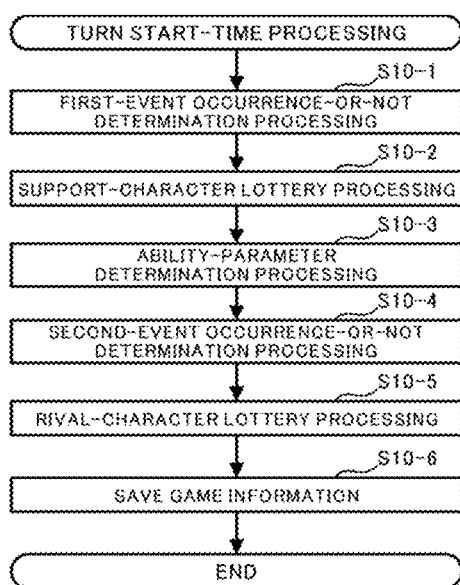 TURN START-TIME PROCESSING
S10-1
FIRST-EVENT OCCURRENCE-OR-NOT
DETERMINATION PROCESSING
S10-2
SUPPORT-CHARACTER LOTTERY PROCESSING
S10-3
ABILITY-PARAMETER
DETERMINATION PROCESSING
S10-4
SECOND-EVENT OCCURRENCE-OR-NOT
DETERMINATION PROCESSING
S10-5
RIVAL-CHARACTER LOTTERY PROCESSING
S10-6
SAVE GAME INFORMATION
END